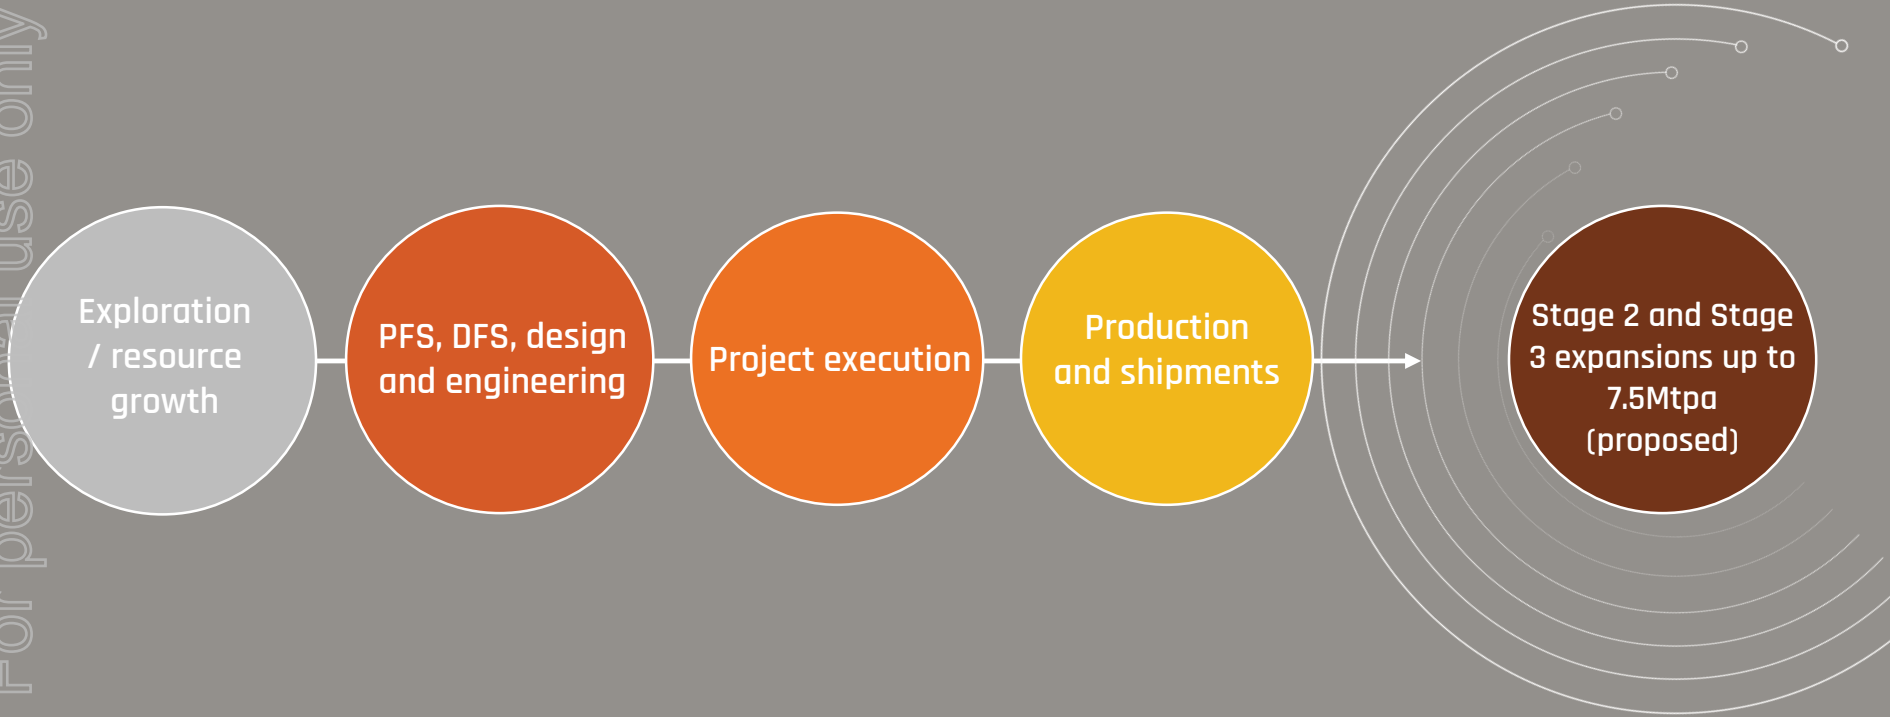 For personal use only
Exploration
/ resource
growth
PFS, DFS, design
and engineering
Project execution
Production
and shipments
Stage 2 and Stage
3 expansions up to
7.5Mtpa
(proposed)